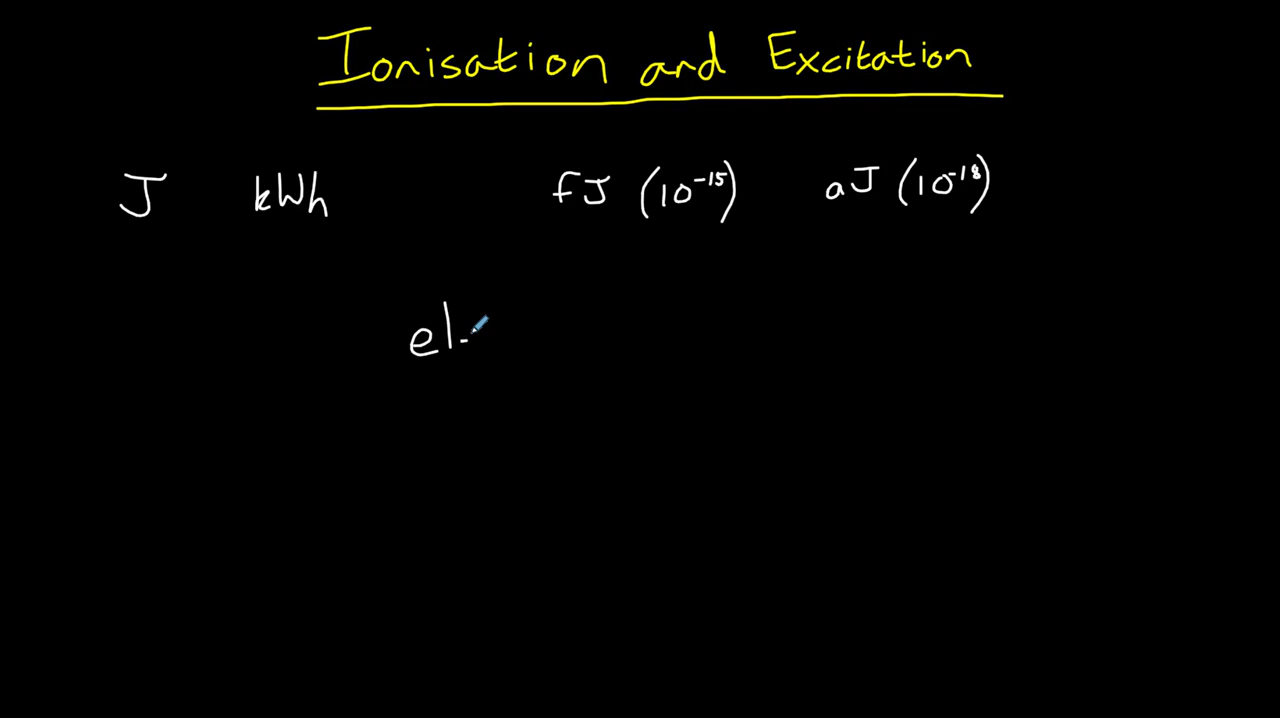 Ionisation and Excitation
J kWh fJ (10⁻¹⁵) aJ (10⁻¹⁸)
el